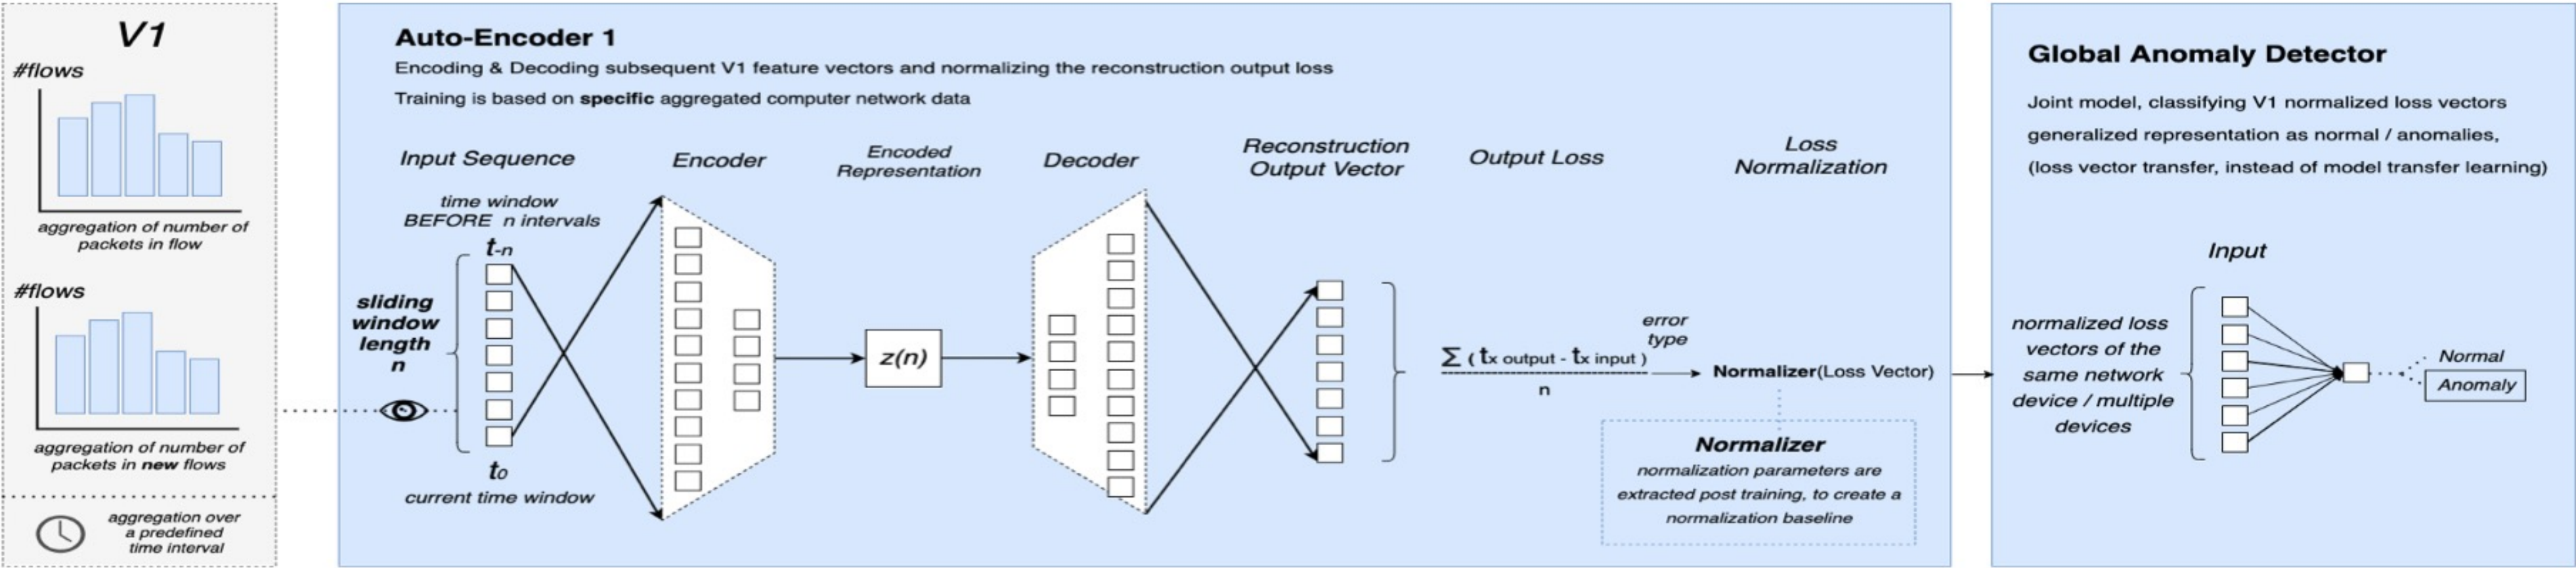 V1
#flows
aggregation of number of
packets in flow
#flows
aggregation of number of
packets in new flows
aggregation over
a predefined
time interval
Auto-Encoder 1
Encoding & Decoding subsequent V1 feature vectors and normalizing the reconstruction output loss
Training is based on specific aggregated computer network data
Input Sequence
time window
BEFORE n intervals
t-n
sliding
window
length
n
t0
current time window
Encoder
Encoded
Representation
z(n)
Decoder
Reconstruction
Output Vector
Output Loss
Σ ( tx output - tx input )
n
error
type
Loss
Normalization
Normalizer(Loss Vector)
Normalizer
normalization parameters are
extracted post training, to create a
normalization baseline
Global Anomaly Detector
Joint model, classifying V1 normalized loss vectors
generalized representation as normal / anomalies,
(loss vector transfer, instead of model transfer learning)
Input
normalized loss
vectors of the
same network
device / multiple
devices
Normal
Anomaly